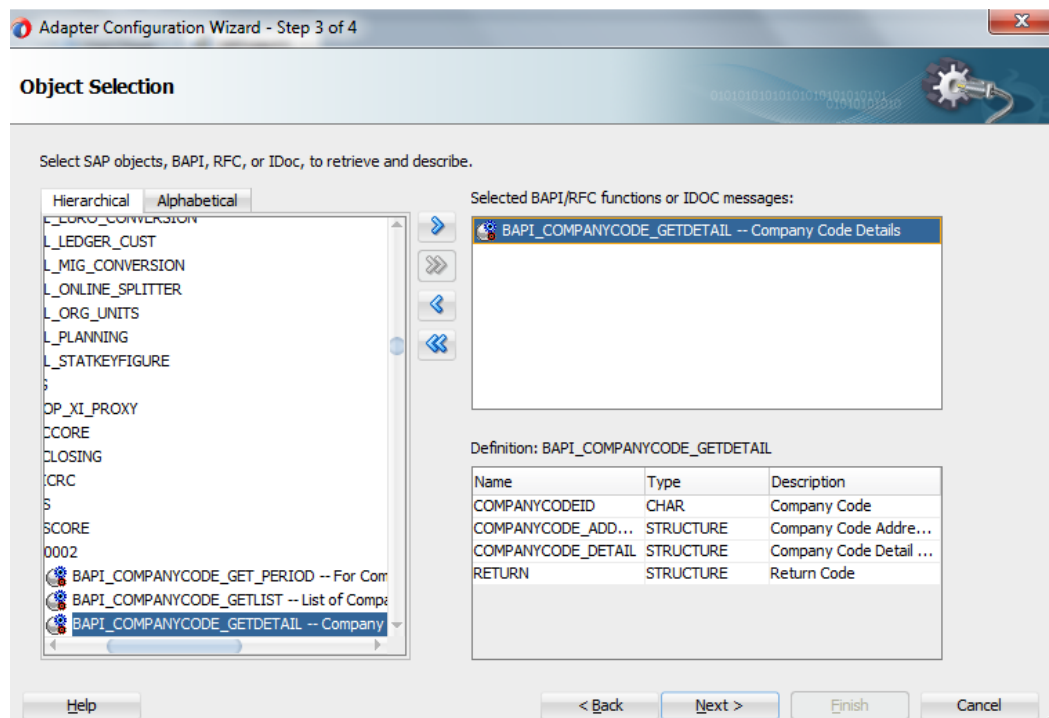 Adapter Configuration Wizard - Step 3 of 4
Object Selection
Select SAP objects, BAPI, RFC, or IDoc, to retrieve and describe.
Hierarchical Alphabetical
L_EURO_CONVERSION
L_LEDGER_CUST
L_MIG_CONVERSION
L_ONLINE_SPLITTER
L_ORG_UNITS
L_PLANNING
L_STATKEYFIGURE
OP_XI_PROXY
CCORE
CLOSING
CRC
S
SCORE
0002
BAPI_COMPANYCODE_GET_PERIOD -- For Com
BAPI_COMPANYCODE_GETLIST -- List of Compa
BAPI_COMPANYCODE_GETDETAIL -- Company
Selected BAPI/RFC functions or IDOC messages:
BAPI_COMPANYCODE_GETDETAIL -- Company Code Details
Definition: BAPI_COMPANYCODE_GETDETAIL
Name Type Description
COMPANYCODEID CHAR Company Code
COMPANYCODE_ADD... STRUCTURE Company Code Addre...
COMPANYCODE_DETAIL STRUCTURE Company Code Detail ...
RETURN STRUCTURE Return Code
Help < Back Next > Finish Cancel